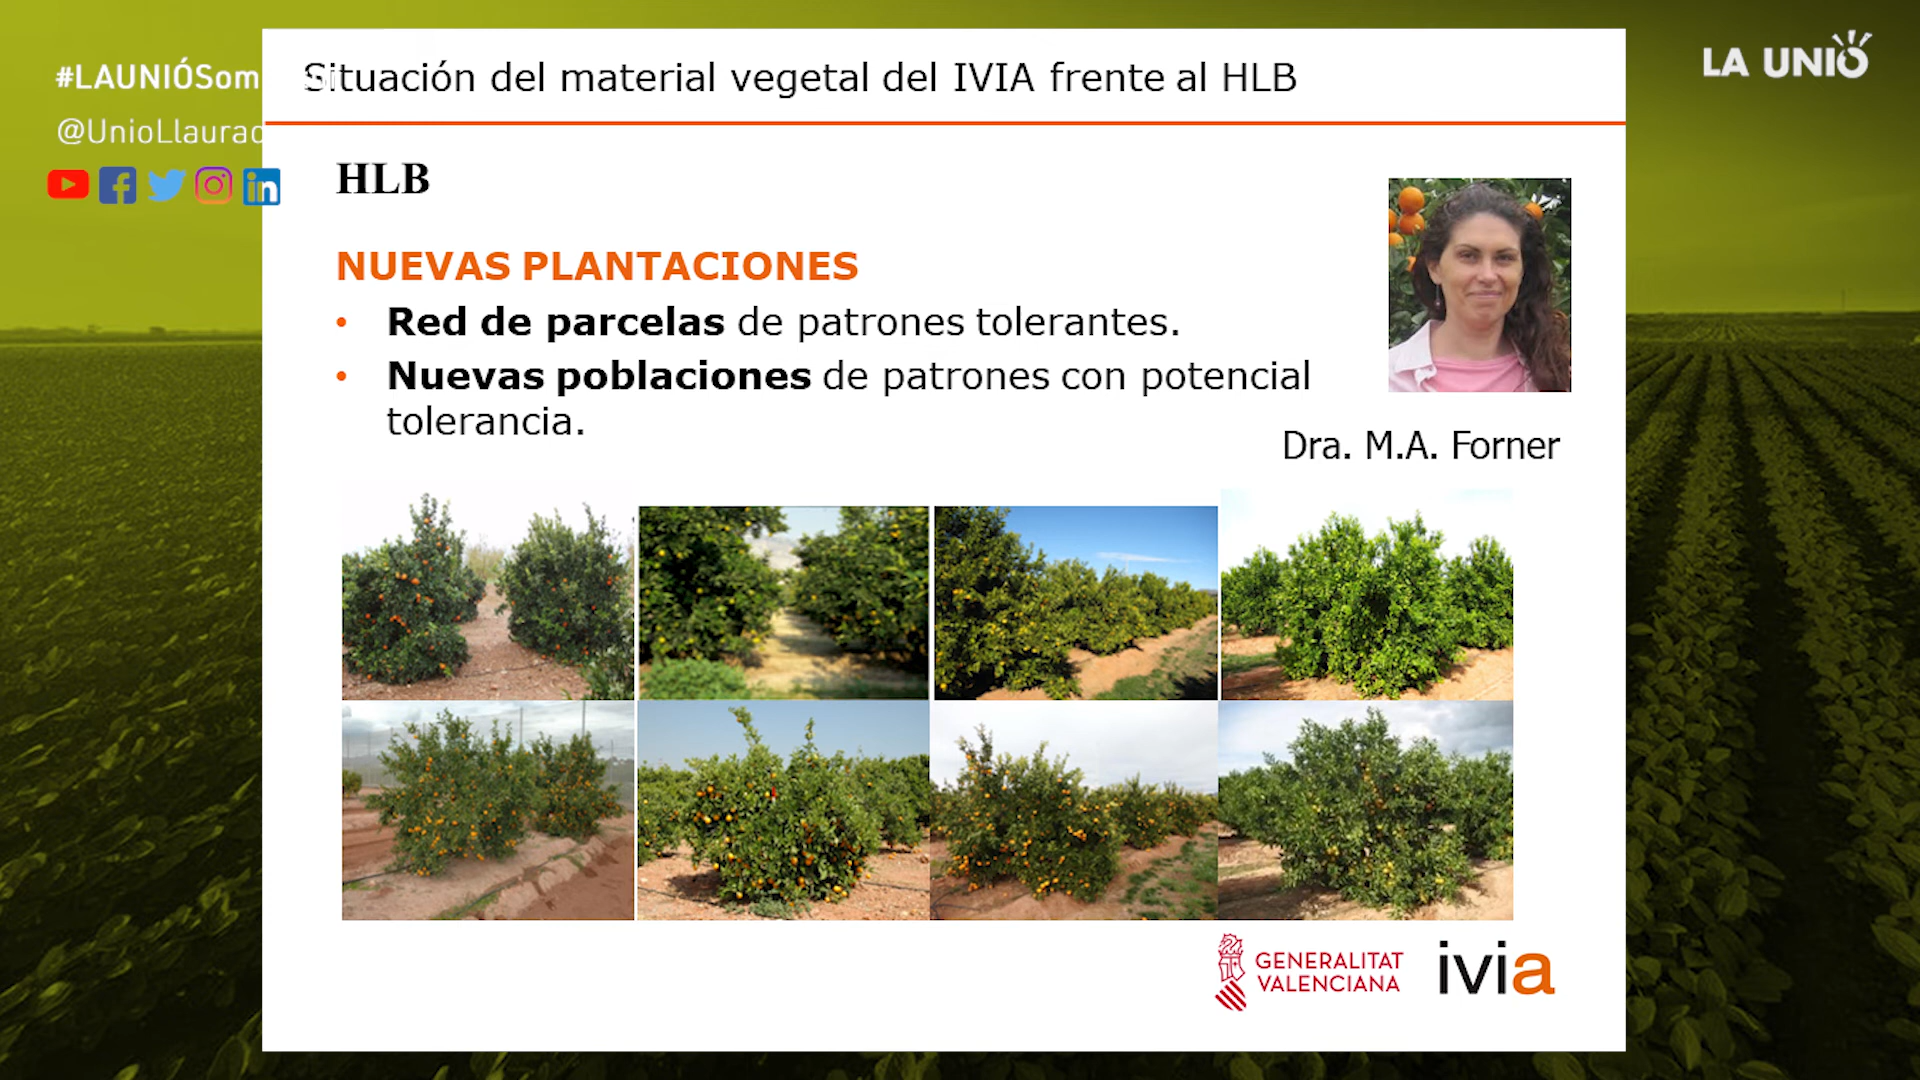 #LAUNIÓSom
@UnioLlaurad
LA UNIÓ
Situación del material vegetal del IVIA frente al HLB
HLB
NUEVAS PLANTACIONES
• Red de parcelas de patrones tolerantes.
• Nuevas poblaciones de patrones con potencial
tolerancia.
Dra. M.A. Forner
GENERALITAT
VALENCIANA
ivia